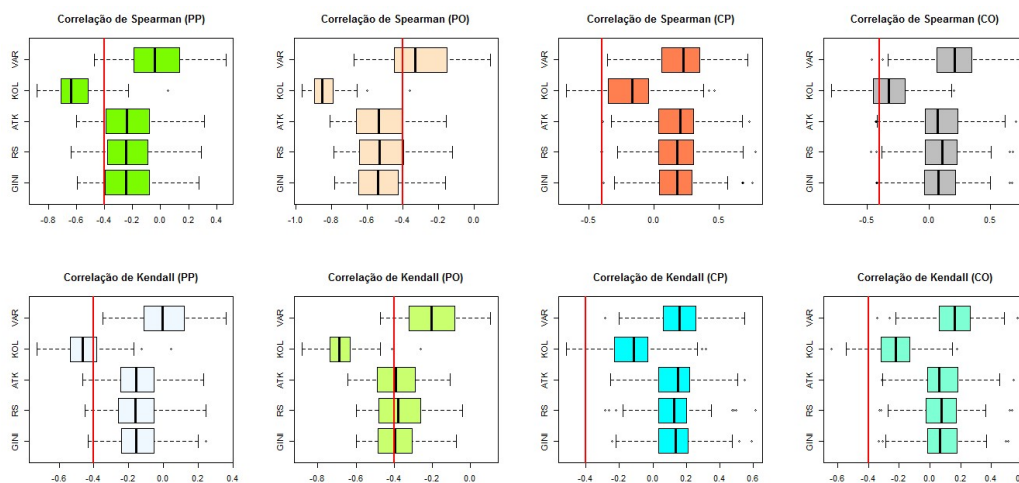 Correlação de Spearman (PP)
VAR
KOL
ATK
RS
GINI
-0.8 -0.6 -0.4 -0.2 0.0 0.2 0.4
Correlação de Spearman (PO)
VAR
KOL
ATK
RS
GINI
-1.0 -0.8 -0.6 -0.4 -0.2 0.0
Correlação de Spearman (CP)
VAR
KOL
ATK
RS
GINI
-0.5 0.0 0.5
Correlação de Spearman (CO)
VAR
KOL
ATK
RS
GINI
-0.5 0.0 0.5
Correlação de Kendall (PP)
VAR
KOL
ATK
RS
GINI
-0.6 -0.4 -0.2 0.0 0.2 0.4
Correlação de Kendall (PO)
VAR
KOL
ATK
RS
GINI
-0.8 -0.6 -0.4 -0.2 0.0
Correlação de Kendall (CP)
VAR
KOL
ATK
RS
GINI
-0.4 -0.2 0.0 0.2 0.4 0.6
Correlação de Kendall (CO)
VAR
KOL
ATK
RS
GINI
-0.6 -0.4 -0.2 0.0 0.2 0.4